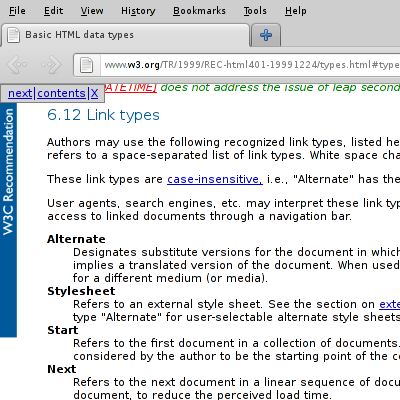 File Edit View History Bookmarks Tools Help
Basic HTML data types
www.w3.org/TR/1999/REC-html401-19991224/types.html#type
next|contents|X
DATETIME] does not address the issue of leap second
W3C Recommendation
6.12 Link types
Authors may use the following recognized link types, listed he
refers to a space-separated list of link types. White space cha
These link types are case-insensitive, i.e., "Alternate" has the
User agents, search engines, etc. may interpret these link typ
access to linked documents through a navigation bar.
Alternate
Designates substitute versions for the document in which
implies a translated version of the document. When used
for a different medium (or media).
Stylesheet
Refers to an external style sheet. See the section on exte
type "Alternate" for user-selectable alternate style sheets
Start
Refers to the first document in a collection of documents.
considered by the author to be the starting point of the co
Next
Refers to the next document in a linear sequence of docu
document, to reduce the perceived load time.